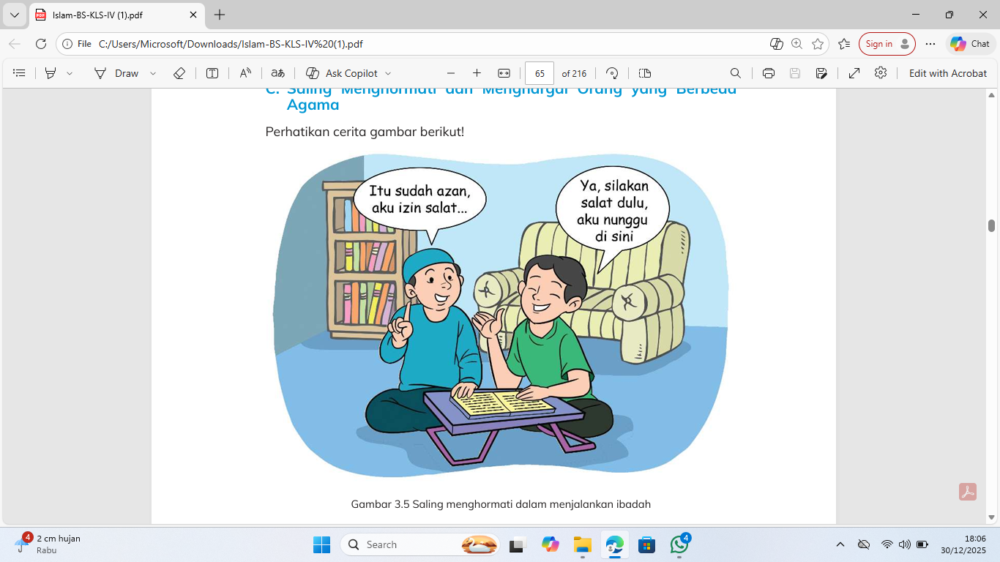 Islam-BS-KLS-IV (1).pdf
File C:/Users/Microsoft/Downloads/Islam-BS-KLS-IV%20(1).pdf
Sign in
Chat
Draw
Ask Copilot
65 of 216
Edit with Acrobat
C. Saling Menghormati dan Menghargai Orang yang Berbeda
Agama
Perhatikan cerita gambar berikut!
Itu sudah azan,
aku izin salat...
Ya, silakan
salat dulu,
aku nunggu
di sini
Gambar 3.5 Saling menghormati dalam menjalankan ibadah
4
2 cm hujan
Rabu
Search
4
18:06
30/12/2025